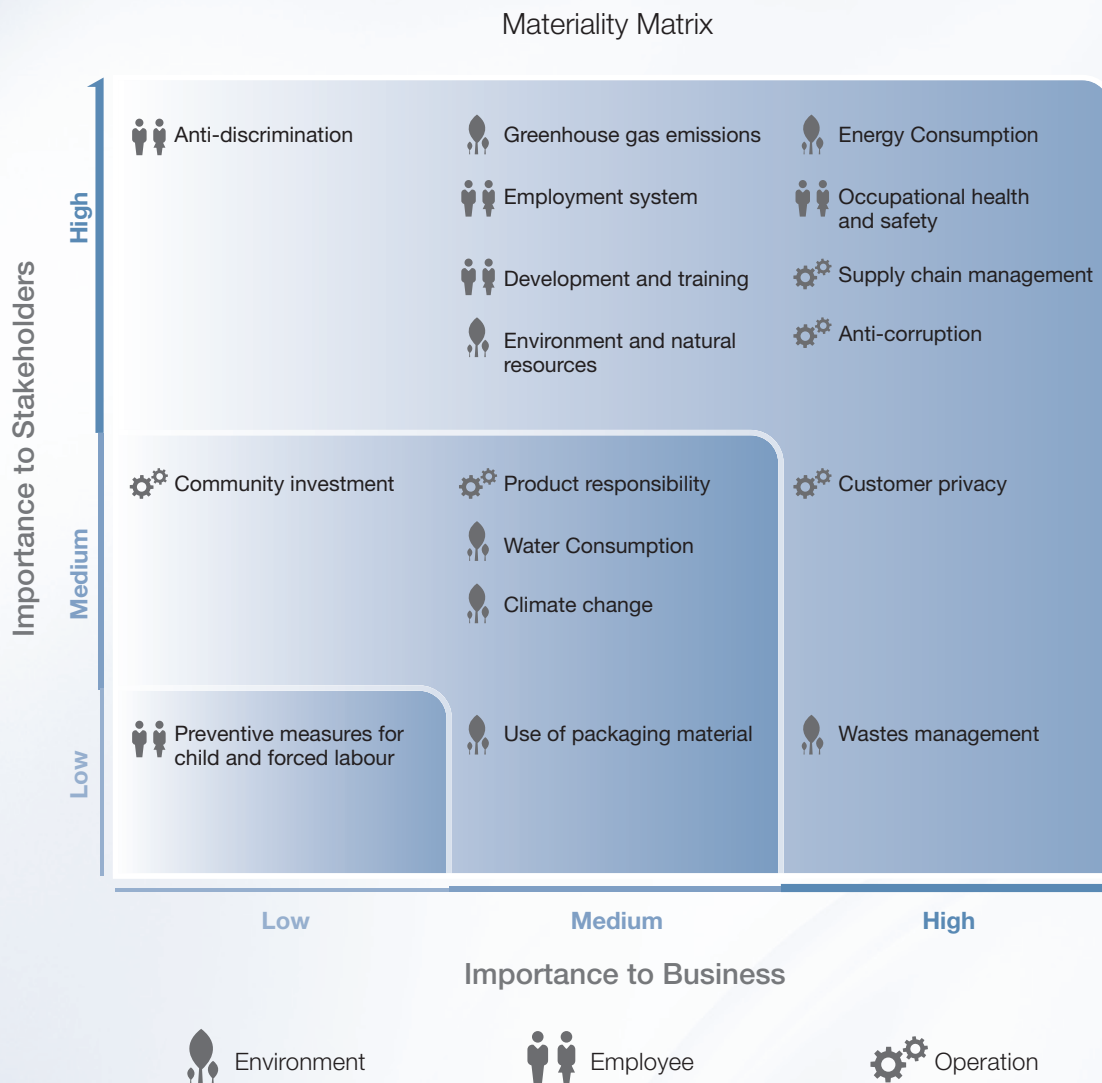 Materiality Matrix
Importance to Stakeholders
High
Medium
Low
Anti-discrimination
Greenhouse gas emissions
Energy Consumption
Employment system
Occupational health
and safety
Development and training
Supply chain management
Environment and natural
resources
Anti-corruption
Community investment
Product responsibility
Customer privacy
Water Consumption
Climate change
Preventive measures for
child and forced labour
Use of packaging material
Wastes management
Low
Medium
High
Importance to Business
Environment
Employee
Operation